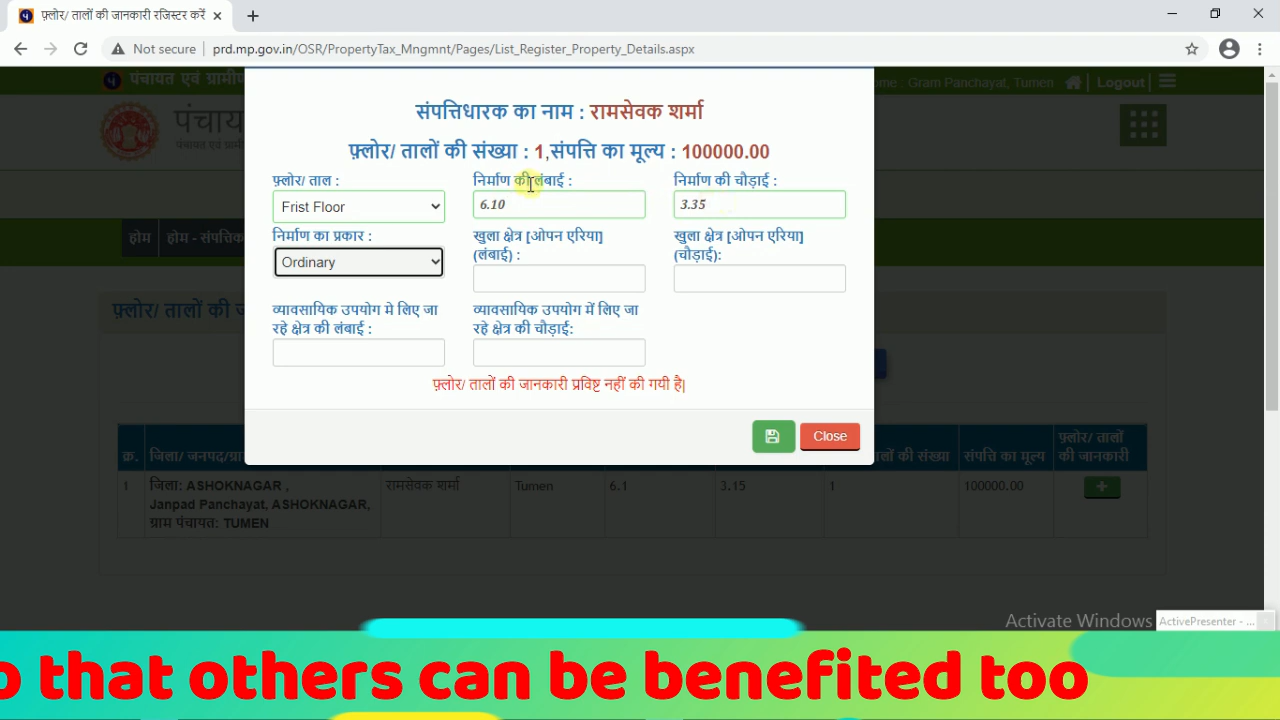 फ़्लोर/ तालों की जानकारी रजिस्टर करें
Not secure
prd.mp.gov.in/OSR/PropertyTax_Mngmnt/Pages/List_Register_Property_Details.aspx
पंचायत एवं ग्रामीण
ome : Gram Panchayat, Tumen
Logout
संपत्तिधारक का नाम : रामसेवक शर्मा
फ़्लोर/ तालों की संख्या : 1,संपत्ति का मूल्य : 100000.00
फ़्लोर/ ताल :
निर्माण की लंबाई :
निर्माण की चौड़ाई :
Frist Floor
6.10
3.35
होम
होम - संपत्तिक
निर्माण का प्रकार :
खुला क्षेत्र [ओपन एरिया]
(लंबाई) :
खुला क्षेत्र [ओपन एरिया]
(चौड़ाई):
Ordinary
फ़्लोर/ तालों की ज
व्यावसायिक उपयोग मे लिए जा
रहे क्षेत्र की लंबाई :
व्यावसायिक उपयोग में लिए जा
रहे क्षेत्र की चौड़ाई:
फ़्लोर/ तालों की जानकारी प्रविष्ट नहीं की गयी है|
Close
क्र.
जिला/ जनपद/ग्रा
ालों की संख्या
संपत्ति का मूल्य
फ़्लोर/ तालों
की जानकारी
1
जिला: ASHOKNAGAR ,
Janpad Panchayat, ASHOKNAGAR,
ग्राम पंचायत: TUMEN
रामसेवक शर्मा
Tumen
6.1
3.15
1
100000.00
Activate Windows
ActivePresenter - ...
o that others can be benefited too